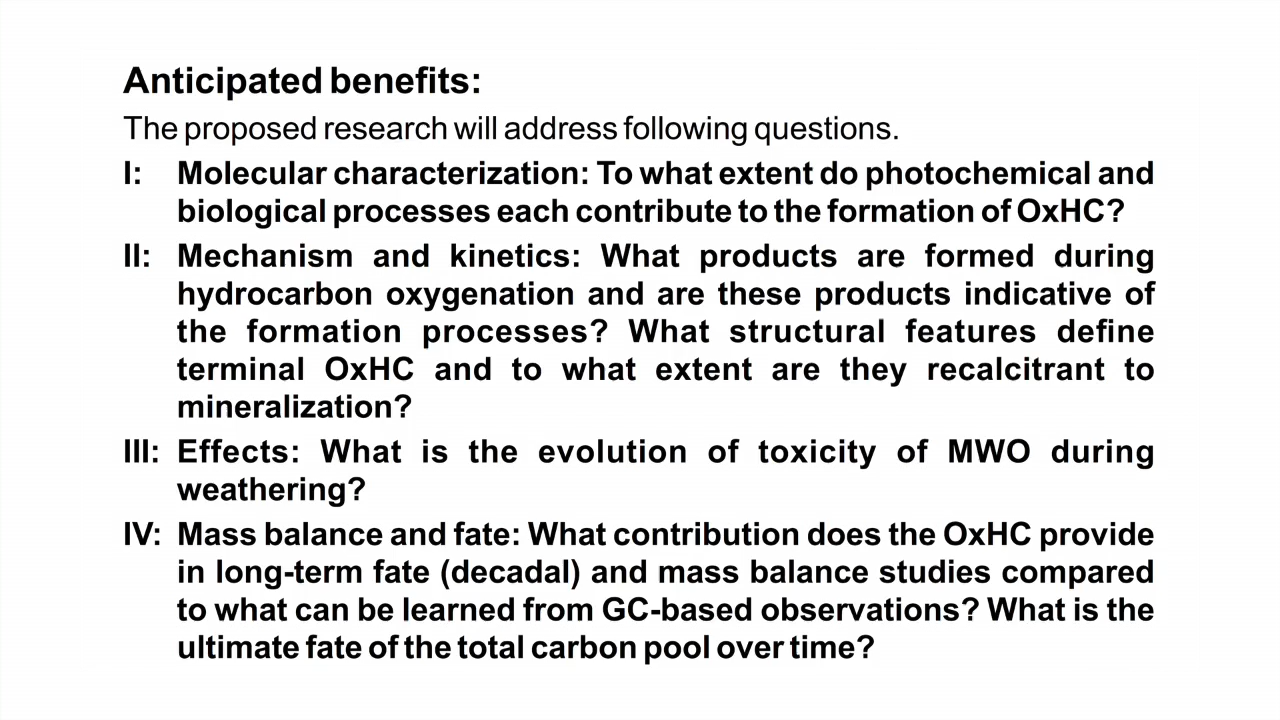 Anticipated benefits:
The proposed research will address following questions.
I: Molecular characterization: To what extent do photochemical and
biological processes each contribute to the formation of OxHC?
II: Mechanism and kinetics: What products are formed during
hydrocarbon oxygenation and are these products indicative of
the formation processes? What structural features define
terminal OxHC and to what extent are they recalcitrant to
mineralization?
III: Effects: What is the evolution of toxicity of MWO during
weathering?
IV: Mass balance and fate: What contribution does the OxHC provide
in long-term fate (decadal) and mass balance studies compared
to what can be learned from GC-based observations? What is the
ultimate fate of the total carbon pool over time?